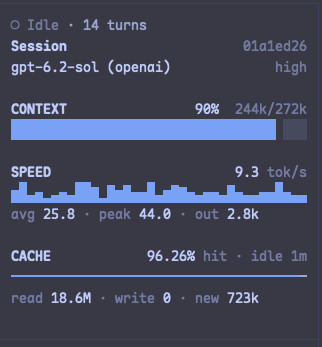 ○ Idle · 14 turns
Session 01a1ed26
gpt-6.2-sol (openai) high
CONTEXT 90% 244k/272k
SPEED 9.3 tok/s
avg 25.8 · peak 44.0 · out 2.8k
CACHE 96.26% hit · idle 1m
read 18.6M · write 0 · new 723k